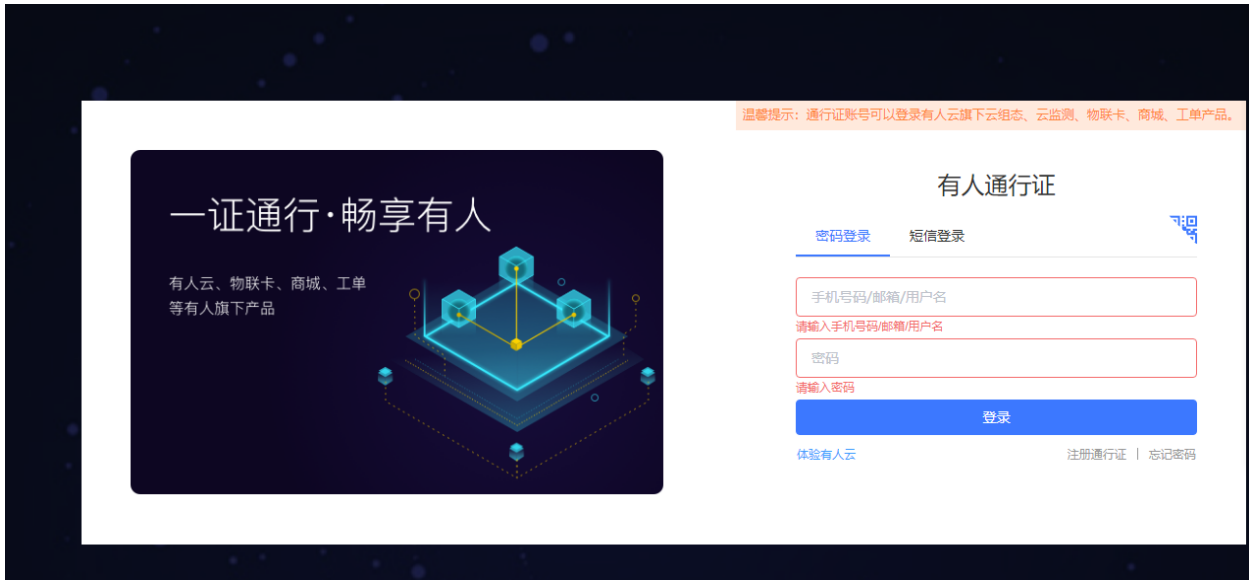 温馨提示：通行证账号可以登录有人云旗下云组态、云监测、物联卡、商城、工单产品。
一证通行·畅享有人
有人云、物联卡、商城、工单
等有人旗下产品
有人通行证
密码登录 短信登录
手机号码/邮箱/用户名
请输入手机号码/邮箱/用户名
密码
请输入密码
登录
体验有人云 注册通行证 | 忘记密码